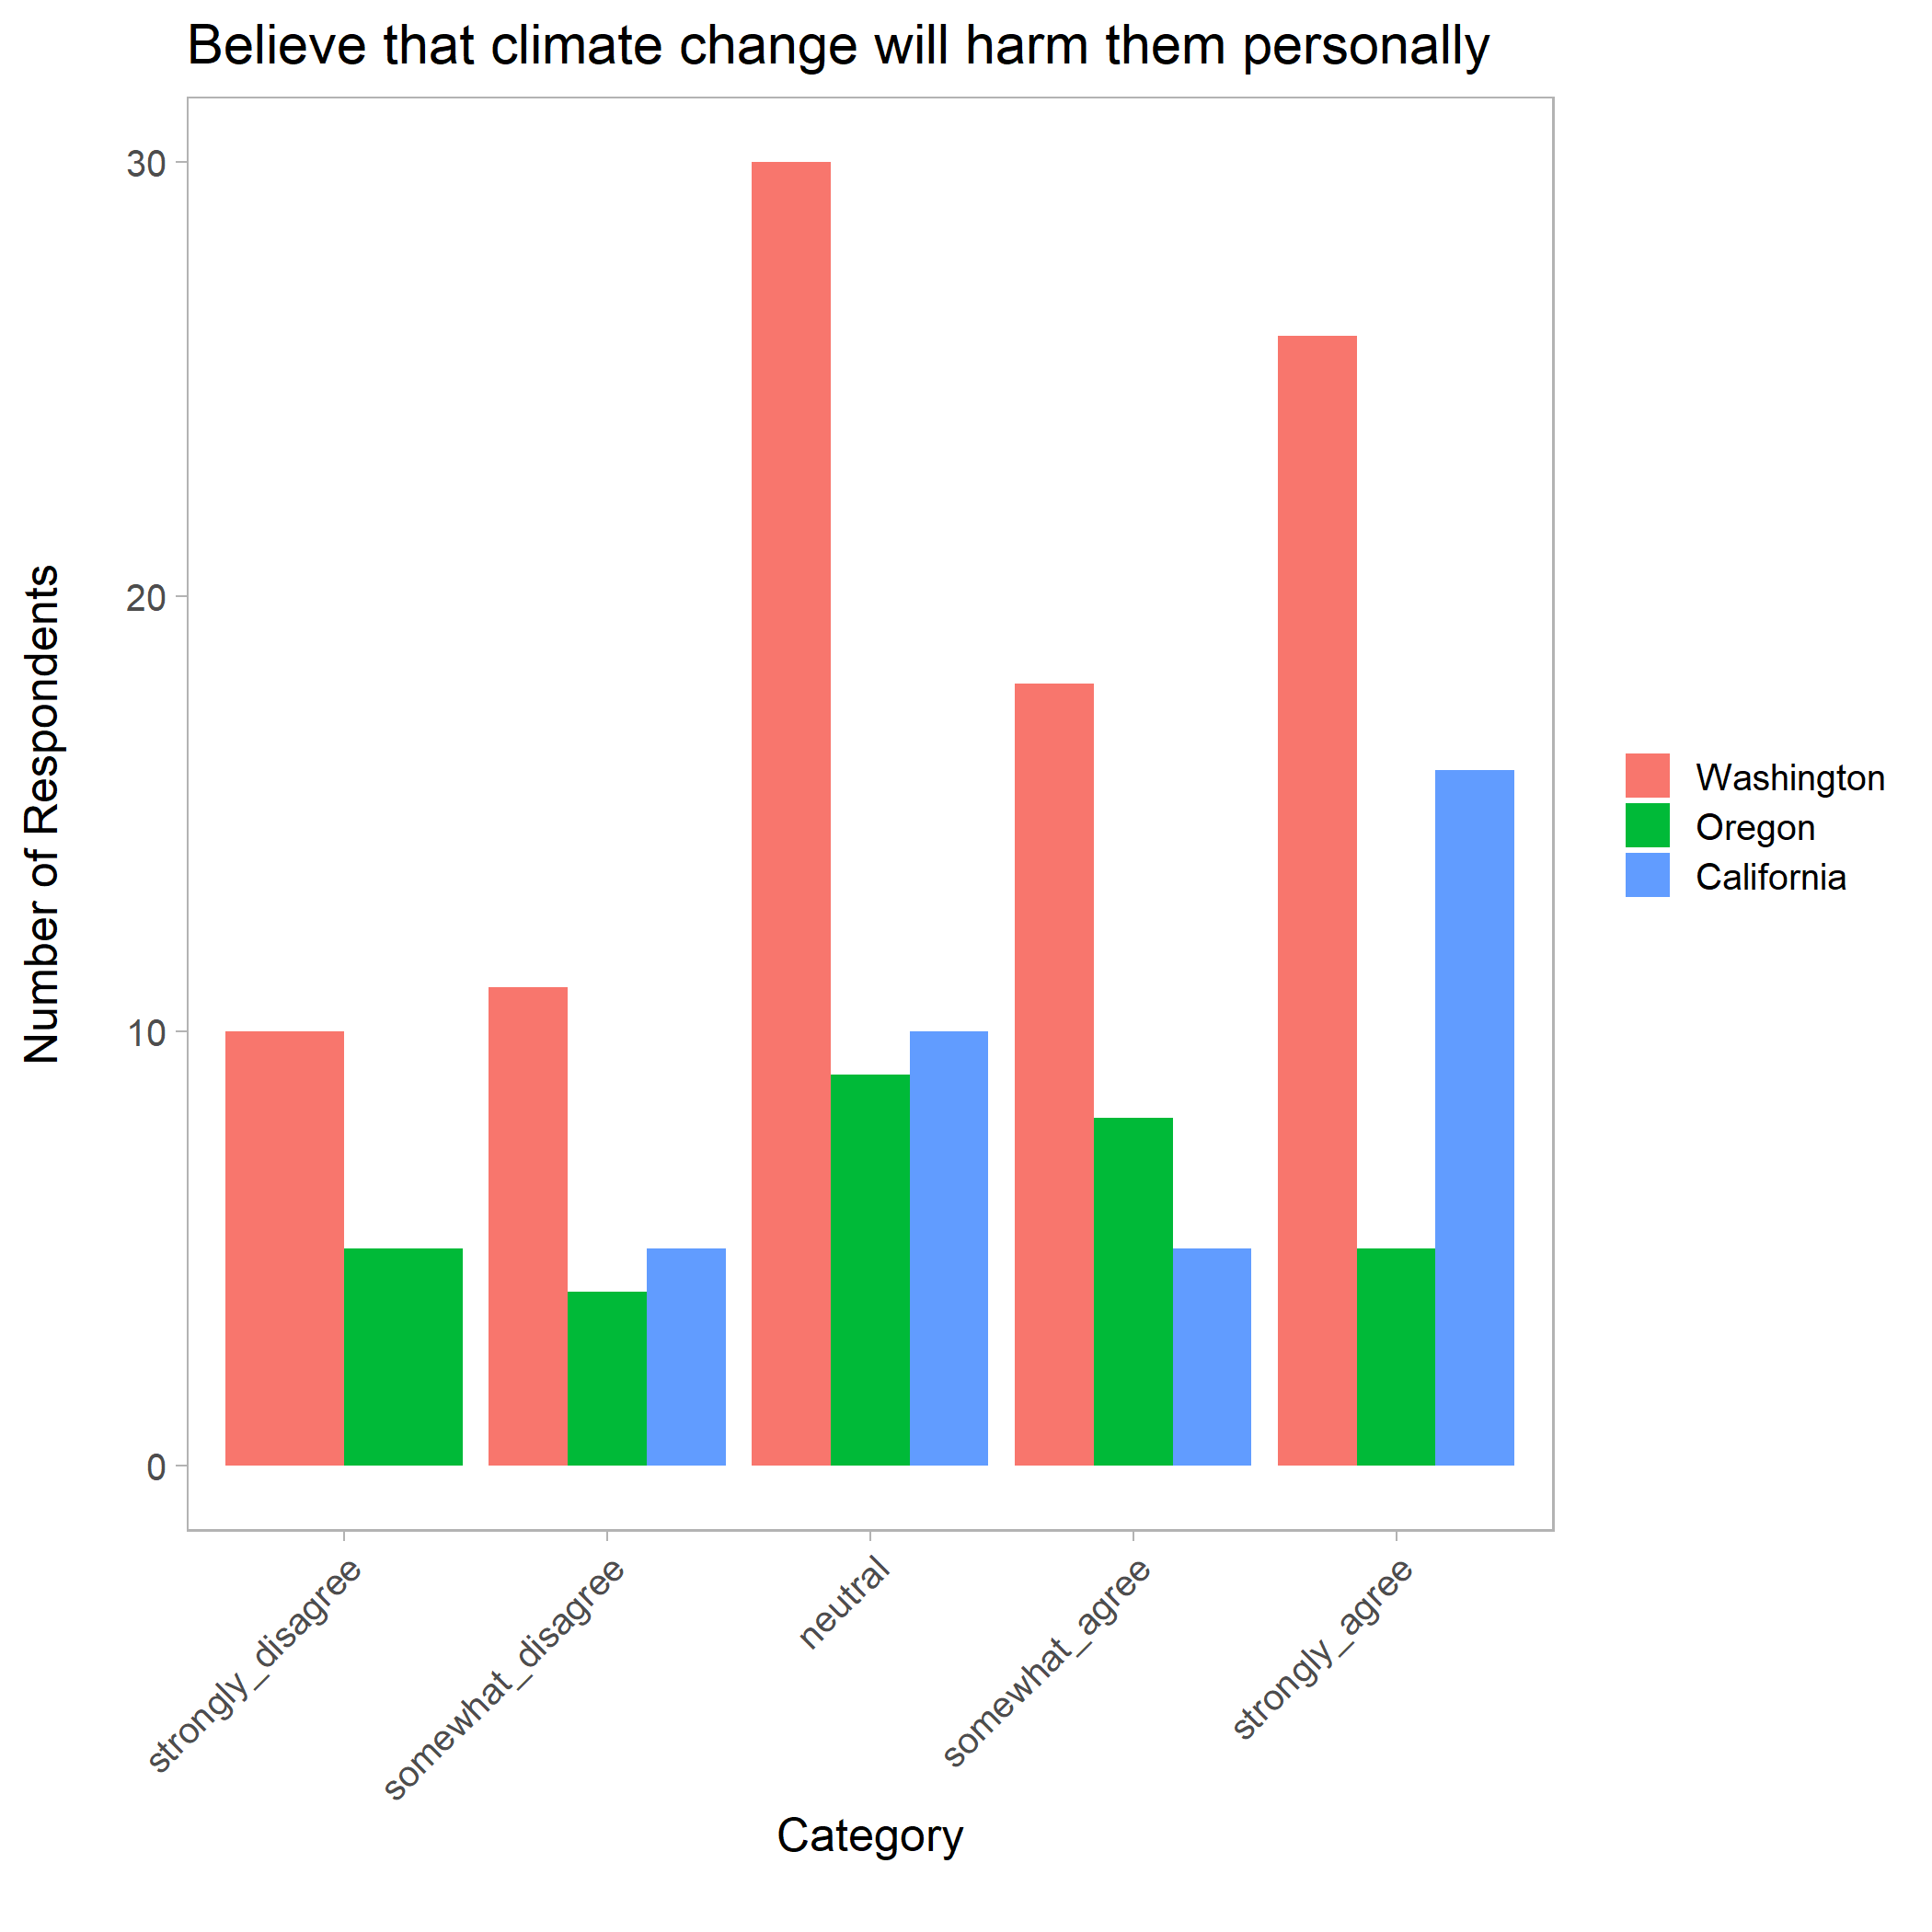 Believe that climate change will harm them personally
Number of Respondents
30
20
10
0
strongly_disagree
somewhat_disagree
neutral
somewhat_agree
strongly_agree
Category
Washington
Oregon
California